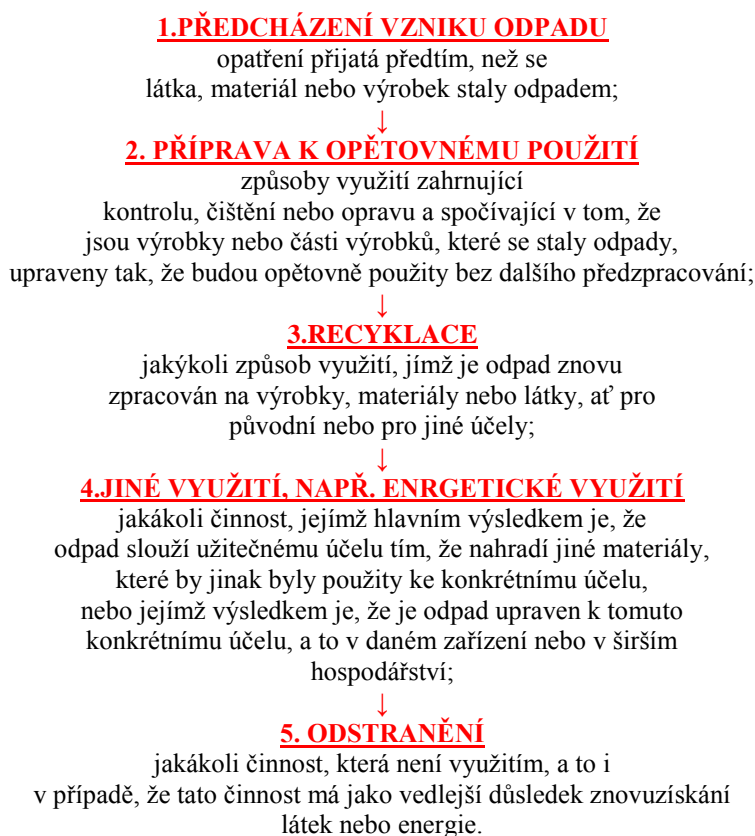 1.PŘEDCHÁZENÍ VZNIKU ODPADU
opatření přijatá předtím, než se
látka, materiál nebo výrobek staly odpadem;
↓
2. PŘÍPRAVA K OPĚTOVNÉMU POUŽITÍ
způsoby využití zahrnující
kontrolu, čištění nebo opravu a spočívající v tom, že
jsou výrobky nebo části výrobků, které se staly odpady,
upraveny tak, že budou opětovně použity bez dalšího předzpracování;
↓
3.RECYKLACE
jakýkoli způsob využití, jímž je odpad znovu
zpracován na výrobky, materiály nebo látky, ať pro
původní nebo pro jiné účely;
↓
4.JINÉ VYUŽITÍ, NAPŘ. ENRGETICKÉ VYUŽITÍ
jakákoli činnost, jejímž hlavním výsledkem je, že
odpad slouží užitečnému účelu tím, že nahradí jiné materiály,
které by jinak byly použity ke konkrétnímu účelu,
nebo jejímž výsledkem je, že je odpad upraven k tomuto
konkrétnímu účelu, a to v daném zařízení nebo v širším
hospodářství;
↓
5. ODSTRANĚNÍ
jakákoli činnost, která není využitím, a to i
v případě, že tato činnost má jako vedlejší důsledek znovuzískání
látek nebo energie.